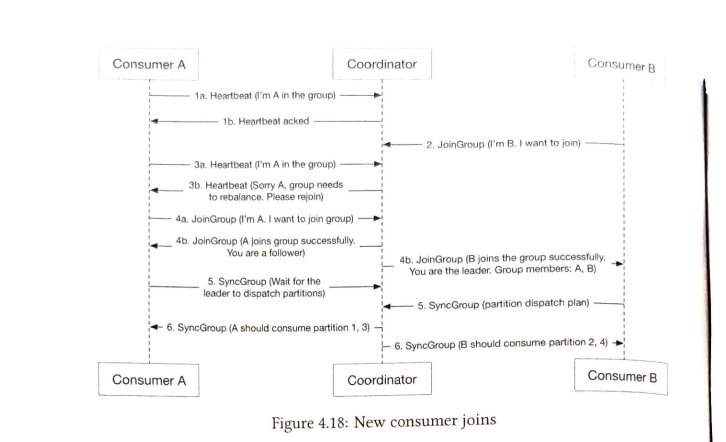 Consumer A
Coordinator
Consumer B
1a. Heartbeat (I'm A in the group)
1b. Heartbeat acked
2. JoinGroup (I'm B. I want to join)
3a. Heartbeat (I'm A in the group)
3b. Heartbeat (Sorry A, group needs
to rebalance. Please rejoin)
4a. JoinGroup (I'm A. I want to join group)
4b. JoinGroup (A joins group successfully.
You are a follower)
4b. JoinGroup (B joins the group successfully.
You are the leader. Group members: A, B)
5. SyncGroup (Wait for the
leader to dispatch partitions)
5. SyncGroup (partition dispatch plan)
6. SyncGroup (A should consume partition 1, 3)
6. SyncGroup (B should consume partition 2, 4)
Consumer A
Coordinator
Consumer B
Figure 4.18: New consumer joins